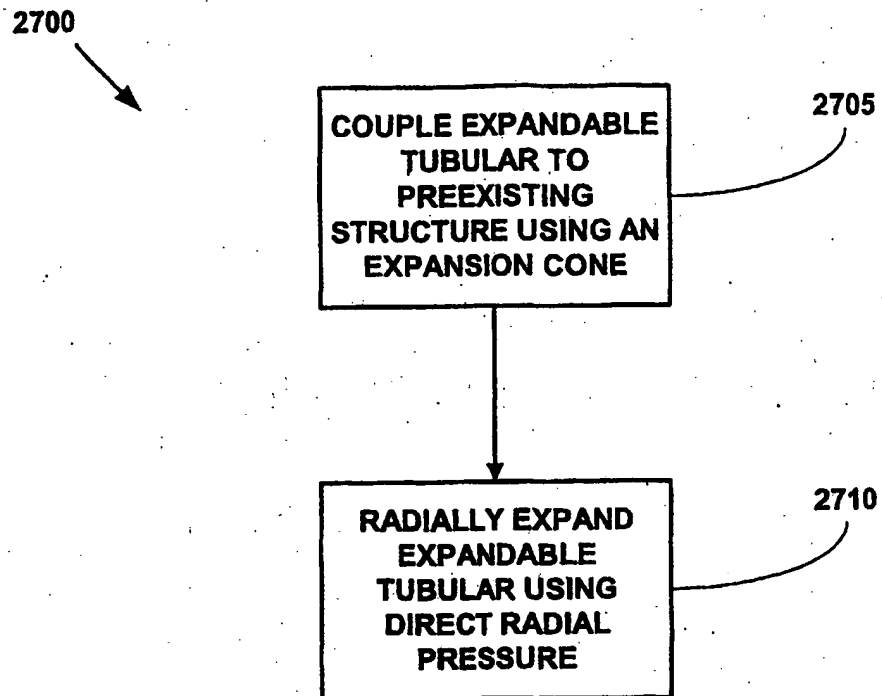 2700
COUPLE EXPANDABLE
TUBULAR TO
PREEXISTING
STRUCTURE USING AN
EXPANSION CONE
2705
RADIALLY EXPAND
EXPANDABLE
TUBULAR USING
DIRECT RADIAL
PRESSURE
2710